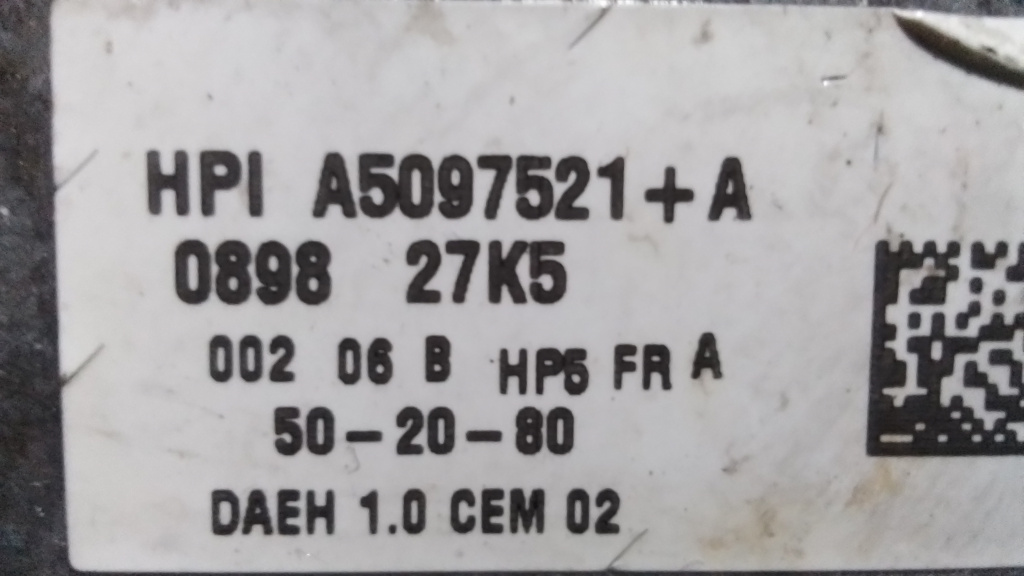 HPI A5097521+A
0898 27K5
002 06 B HP5 FR A
50-20-80
DAEH 1.0 CEM 02